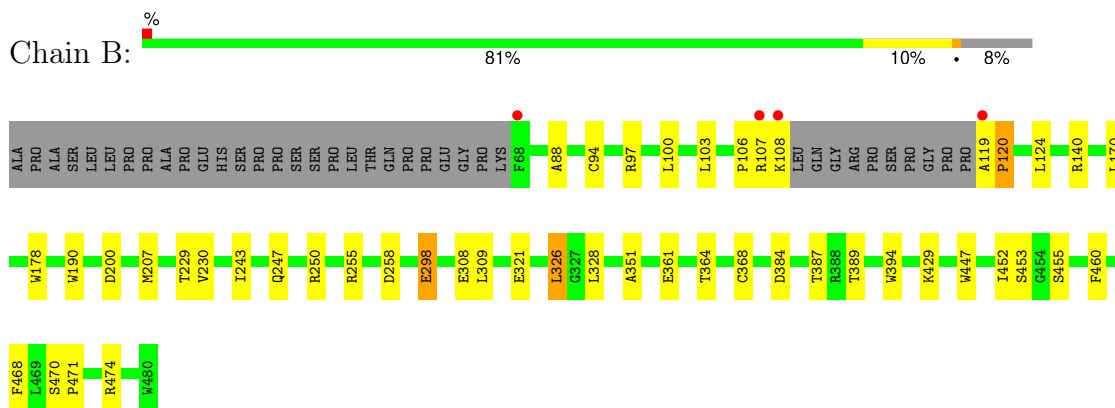 %
Chain B:
81% 10% • 8%
ALA PRO ALA SER LEU LEU PRO PRO ALA PRO GLU HIS SER PRO PRO SER SER PRO LEU THR GLN PRO PRO GLU GLY PRO LYS F68 A88 C94 R97 L100 L103 P106 R107 K108 LEU GLN GLY ARG PRO SER PRO GLY PRO PRO A119 P120 L124 R140 L170
W178 W190 D200 M207 T229 V230 I243 Q247 R250 R255 D258 E298 E308 L309 E321 L326 G327 L328 A351 E361 T364 C368 D384 T387 R388 T389 W394 K429 W447 I452 S453 G454 S455 F460
F468 L469 S470 P471 R474 W480